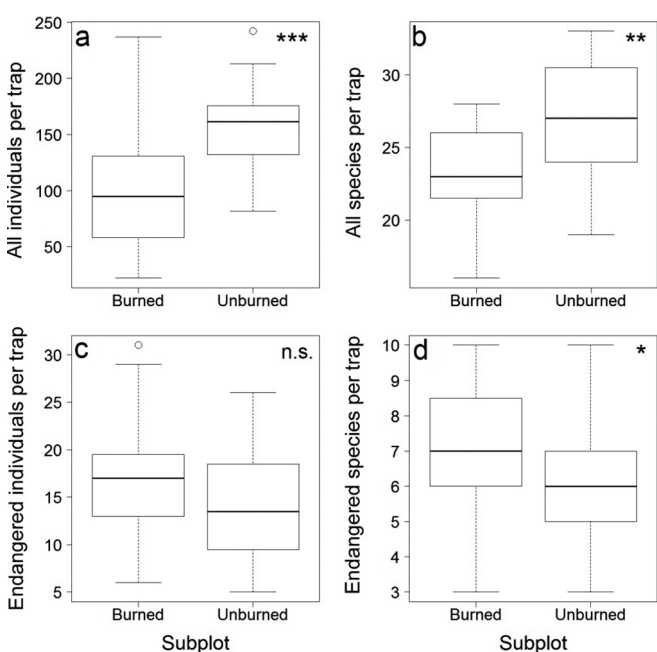 a
***
All individuals per trap
250
200
150
100
50
Burned
Unburned
b
**
All species per trap
30
25
20
Burned
Unburned
c
n.s.
Endangered individuals per trap
30
25
20
15
10
5
Burned
Unburned
Subplot
d
*
Endangered species per trap
10
9
8
7
6
5
4
3
Burned
Unburned
Subplot